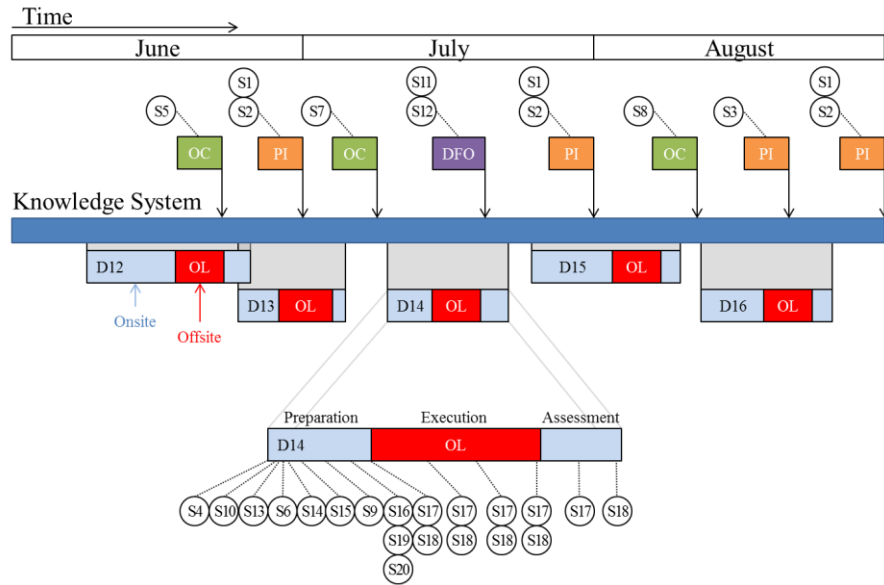 Time
June July August
S1 S11 S1 S1
S5 S2 S7 S12 S2 S8 S3 S2
OC PI OC DFO PI OC PI PI
Knowledge System
D12 OL D15 OL
D13 OL D14 OL D16 OL
Onsite
Offsite
Preparation Execution Assessment
D14 OL
S4 S10 S13 S6 S14 S15 S9 S16 S17 S17 S17 S17 S17 S18
S19 S18 S18 S18 S18
S20